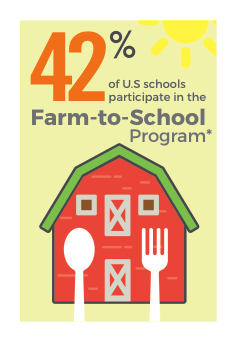 42%
of U.S schools
participate in the
Farm-to-School
Program*